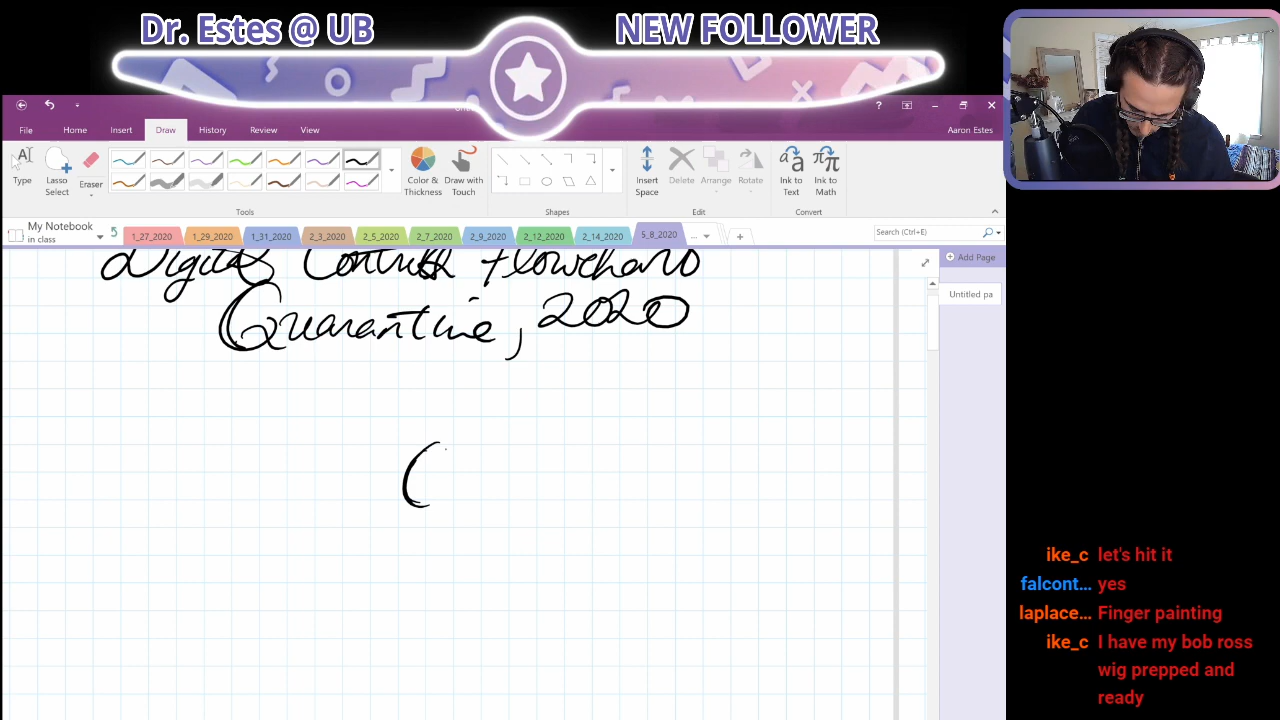 Dr. Estes @ UB
NEW FOLLOWER
File
Home
Insert
Draw
History
Review
View
Aaron Estes
Type
Lasso Select
Eraser
Color & Thickness
Draw with Touch
Insert Space
Delete
Arrange
Rotate
Ink to Text
Ink to Math
Tools
Shapes
Edit
Convert
My Notebook
in class
1_27_2020
1_29_2020
1_31_2020
2_3_2020
2_5_2020
2_7_2020
2_9_2020
2_12_2020
2_14_2020
5_8_2020
...
Search (Ctrl+E)
Add Page
Untitled pa
Digital Control Flowchart
Quarantine, 2020
ike_c let's hit it
falcont... yes
laplace... Finger painting
ike_c I have my bob ross
wig prepped and
ready